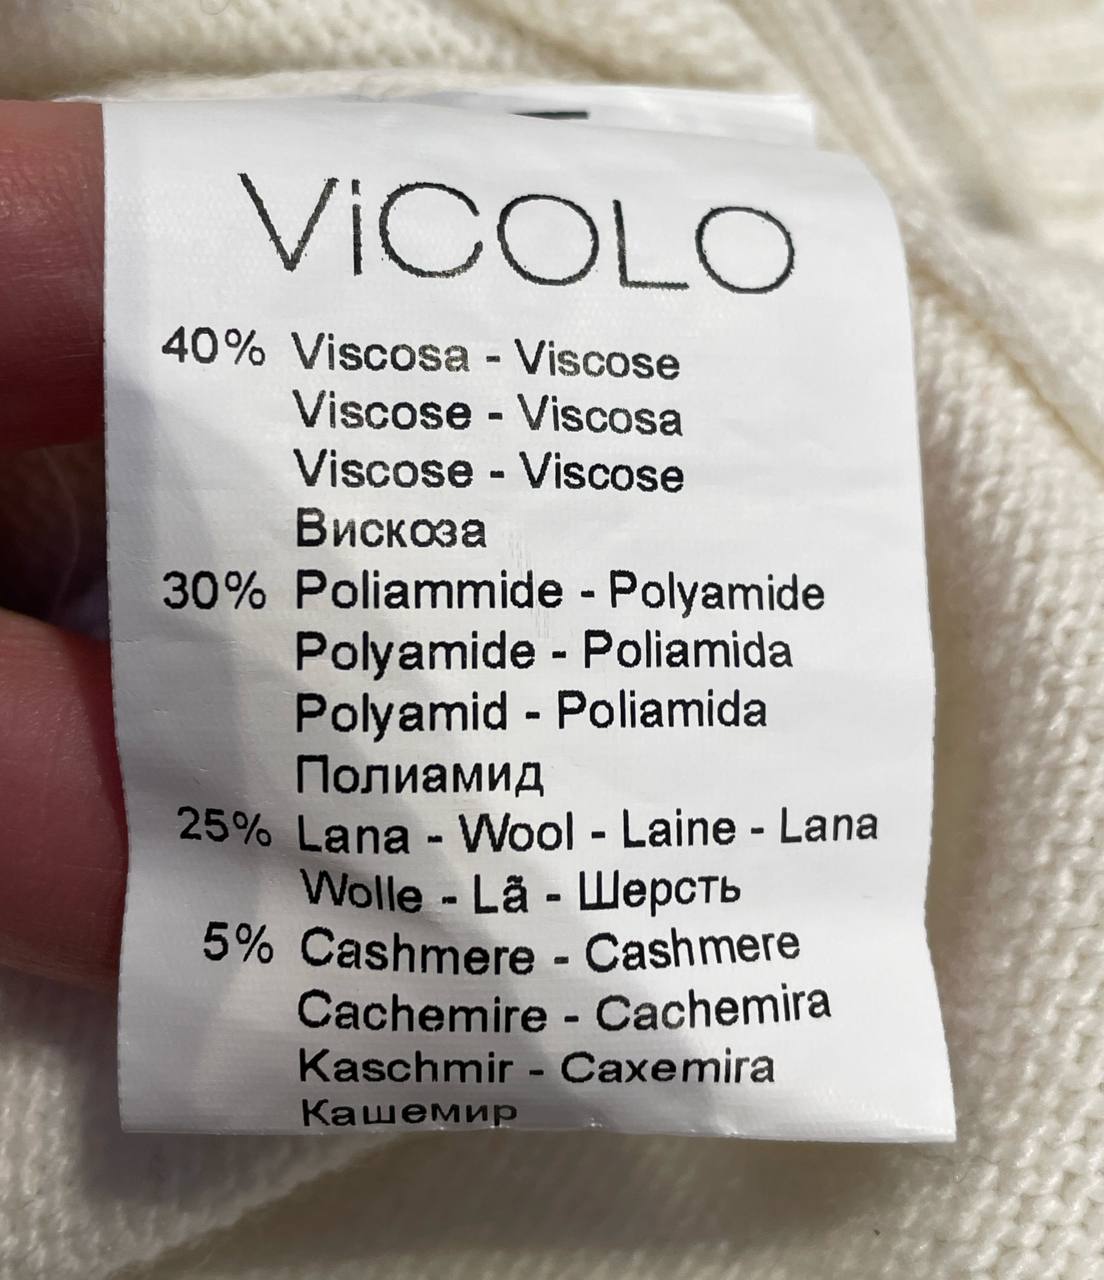 ViCOLO
40% Viscosa - Viscose
Viscose - Viscosa
Viscose - Viscose
Вискоза
30% Poliammide - Polyamide
Polyamide - Poliamida
Polyamid - Poliamida
Полиамид
25% Lana - Wool - Laine - Lana
Wolle - Lã - Шерсть
5% Cashmere - Cashmere
Cachemire - Cachemira
Kaschmir - Caxemira
Кашемир